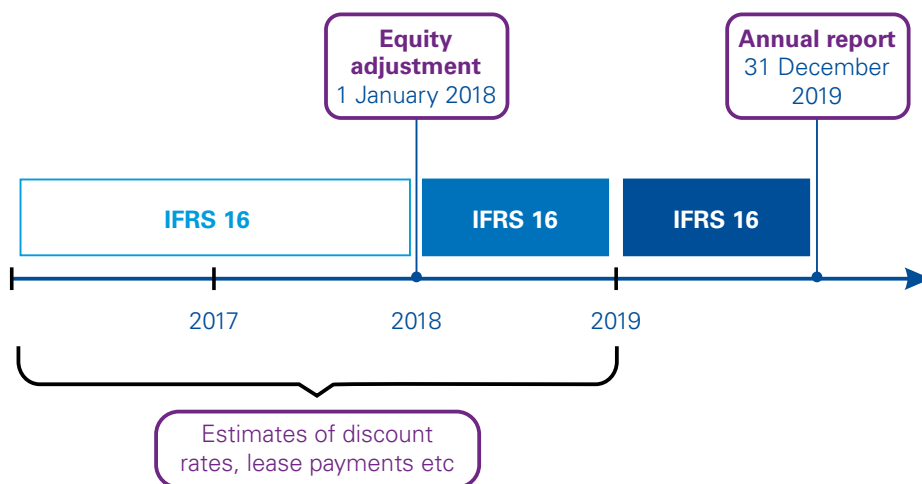 Equity
adjustment
1 January 2018
Annual report
31 December
2019
IFRS 16
IFRS 16
IFRS 16
2017
2018
2019
Estimates of discount
rates, lease payments etc